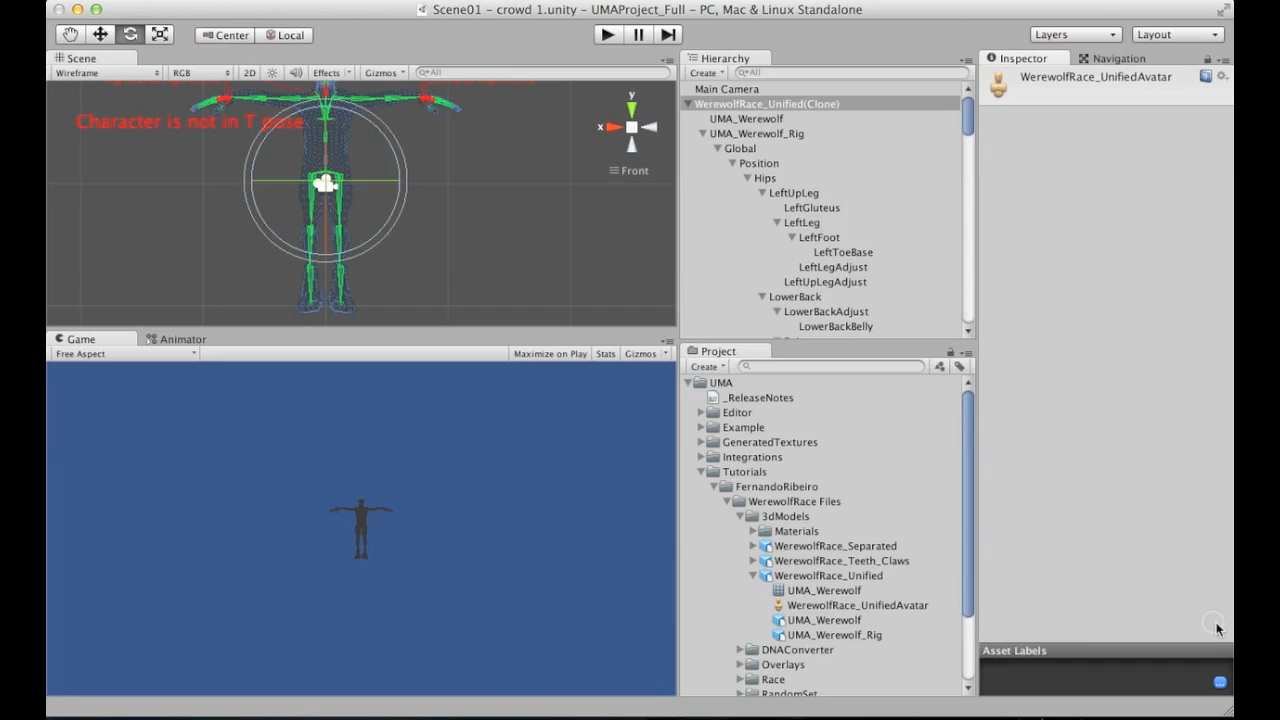 Scene01 - crowd 1.unity - UMAProject_Full - PC, Mac & Linux Standalone
Center
Local
Layers
Layout
Scene
Wireframe
RGB
2D
Effects
Gizmos
All
Character is not in T pose
y
x
Front
Game
Animator
Free Aspect
Maximize on Play
Stats
Gizmos
Hierarchy
Create
All
Main Camera
WerewolfRace_Unified(Clone)
UMA_Werewolf
UMA_Werewolf_Rig
Global
Position
Hips
LeftUpLeg
LeftGluteus
LeftLeg
LeftFoot
LeftToeBase
LeftLegAdjust
LeftUpLegAdjust
LowerBack
LowerBackAdjust
LowerBackBelly
Project
Create
UMA
_ReleaseNotes
Editor
Example
GeneratedTextures
Integrations
Tutorials
FernandoRibeiro
WerewolfRace Files
3dModels
Materials
WerewolfRace_Separated
WerewolfRace_Teeth_Claws
WerewolfRace_Unified
UMA_Werewolf
WerewolfRace_UnifiedAvatar
UMA_Werewolf
UMA_Werewolf_Rig
DNAConverter
Overlays
Race
RandomSet
Inspector
Navigation
WerewolfRace_UnifiedAvatar
Asset Labels